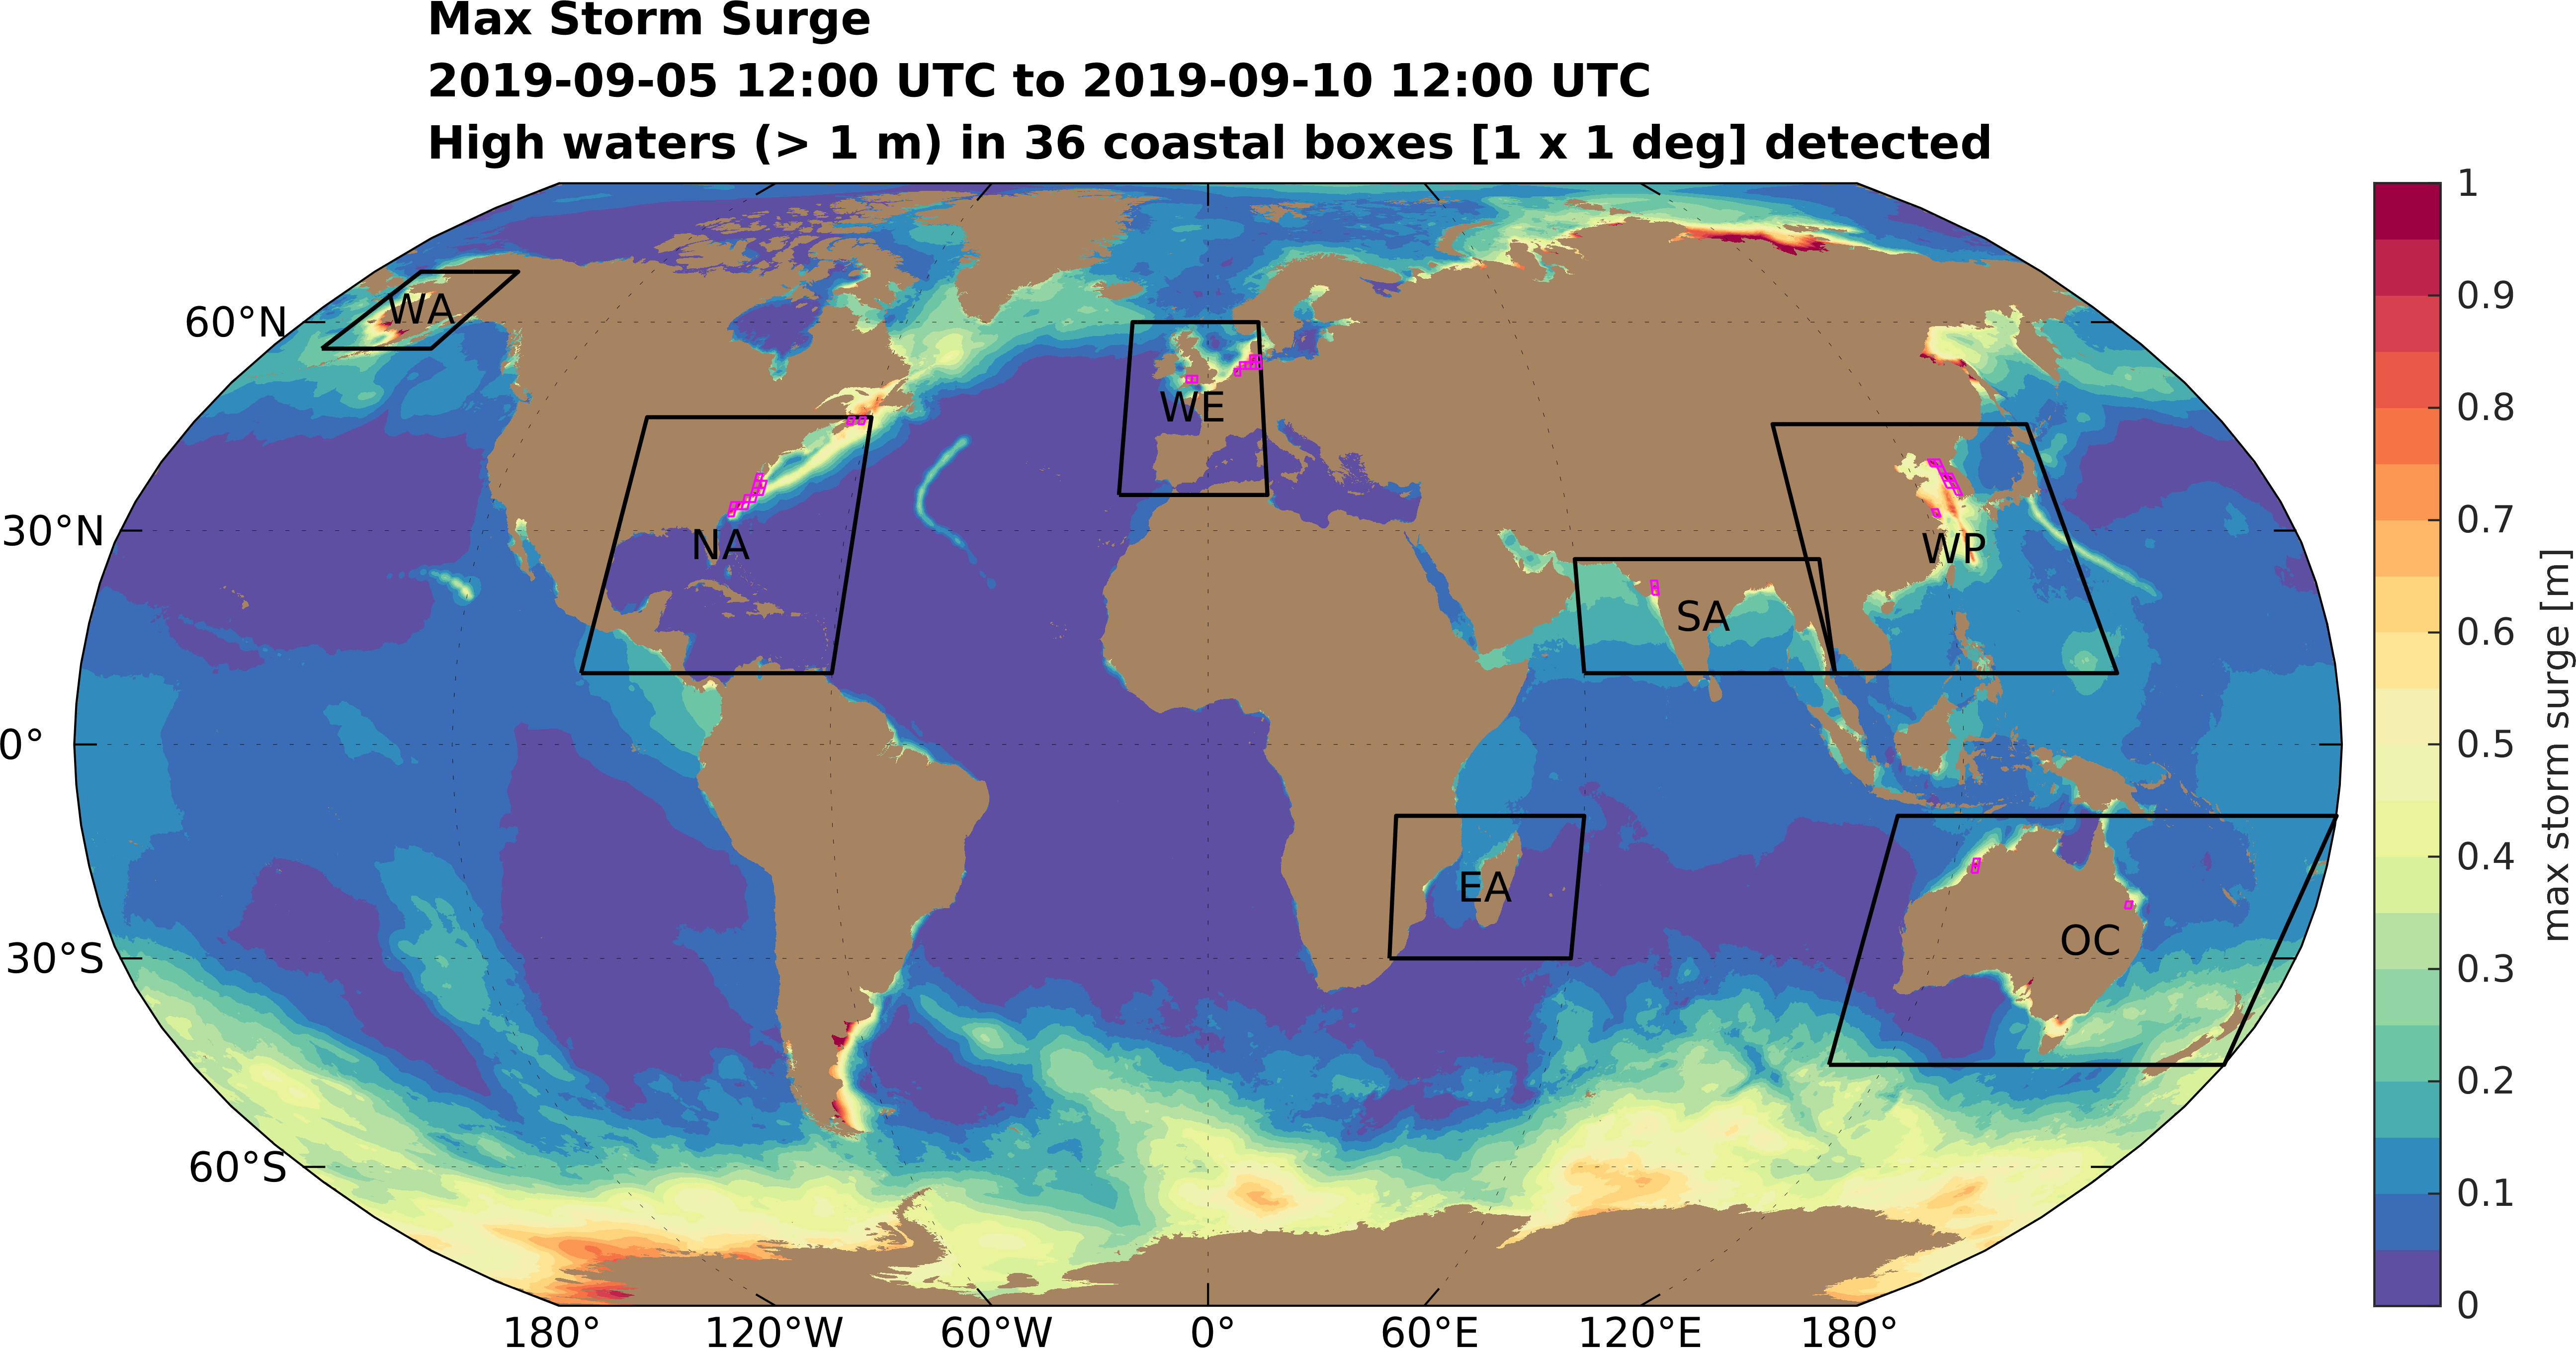 Max Storm Surge
2019-09-05 12:00 UTC to 2019-09-10 12:00 UTC
High waters (> 1 m) in 36 coastal boxes [1 x 1 deg] detected
60°N
30°N
0°
30°S
60°S
WA
NA
WE
SA
WP
EA
OC
180°
120°W
60°W
0°
60°E
120°E
180°
1
0.9
0.8
0.7
0.6
0.5
0.4
0.3
0.2
0.1
0
max storm surge [m]